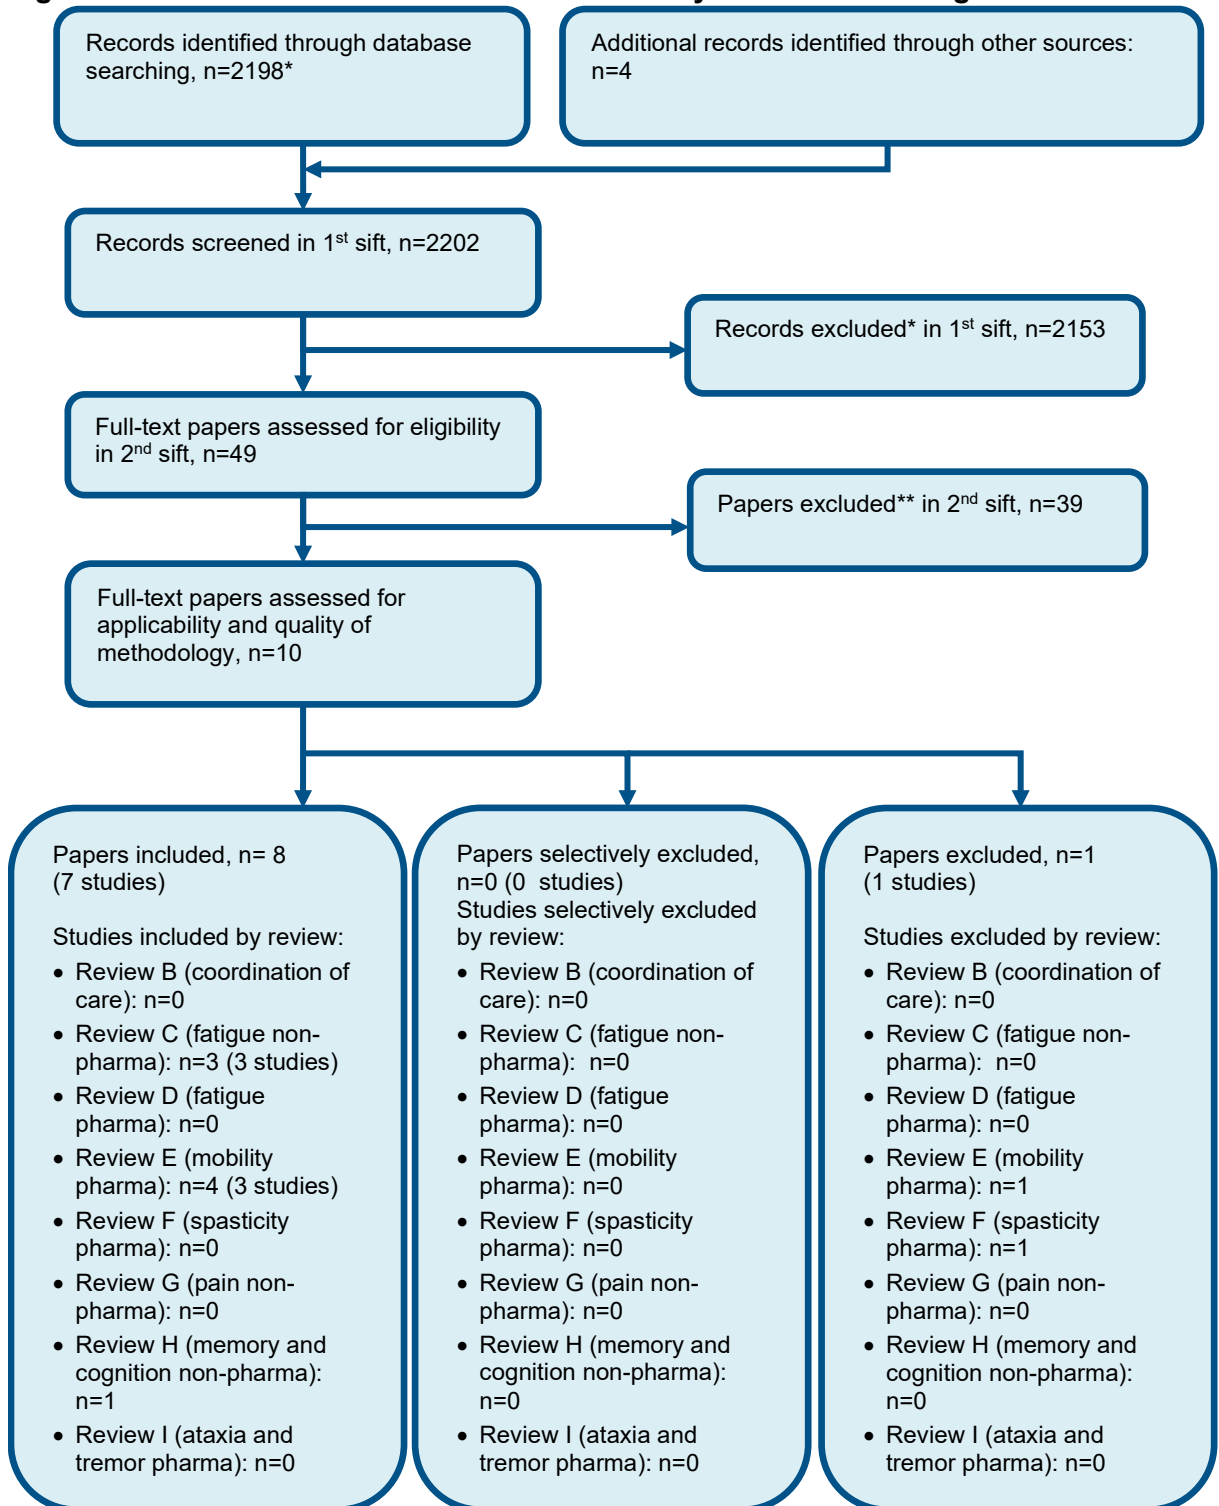 Records identified through database
searching, n=2198*
Additional records identified through other sources:
n=4
Records screened in 1st sift, n=2202
Records excluded* in 1st sift, n=2153
Full-text papers assessed for eligibility
in 2nd sift, n=49
Papers excluded** in 2nd sift, n=39
Full-text papers assessed for
applicability and quality of
methodology, n=10
Papers included, n= 8
(7 studies)
Studies included by review:
• Review B (coordination of
care): n=0
• Review C (fatigue non-
pharma): n=3 (3 studies)
• Review D (fatigue
pharma): n=0
• Review E (mobility
pharma): n=4 (3 studies)
• Review F (spasticity
pharma): n=0
• Review G (pain non-
pharma): n=0
• Review H (memory and
cognition non-pharma):
n=1
• Review I (ataxia and
tremor pharma): n=0
Papers selectively excluded,
n=0 (0 studies)
Studies selectively excluded
by review:
• Review B (coordination of
care): n=0
• Review C (fatigue non-
pharma): n=0
• Review D (fatigue
pharma): n=0
• Review E (mobility
pharma): n=0
• Review F (spasticity
pharma): n=0
• Review G (pain non-
pharma): n=0
• Review H (memory and
cognition non-pharma):
n=0
• Review I (ataxia and
tremor pharma): n=0
Papers excluded, n=1
(1 studies)
Studies excluded by review:
• Review B (coordination of
care): n=0
• Review C (fatigue non-
pharma): n=0
• Review D (fatigue
pharma): n=0
• Review E (mobility
pharma): n=1
• Review F (spasticity
pharma): n=1
• Review G (pain non-
pharma): n=0
• Review H (memory and
cognition non-pharma):
n=0
• Review I (ataxia and
tremor pharma): n=0